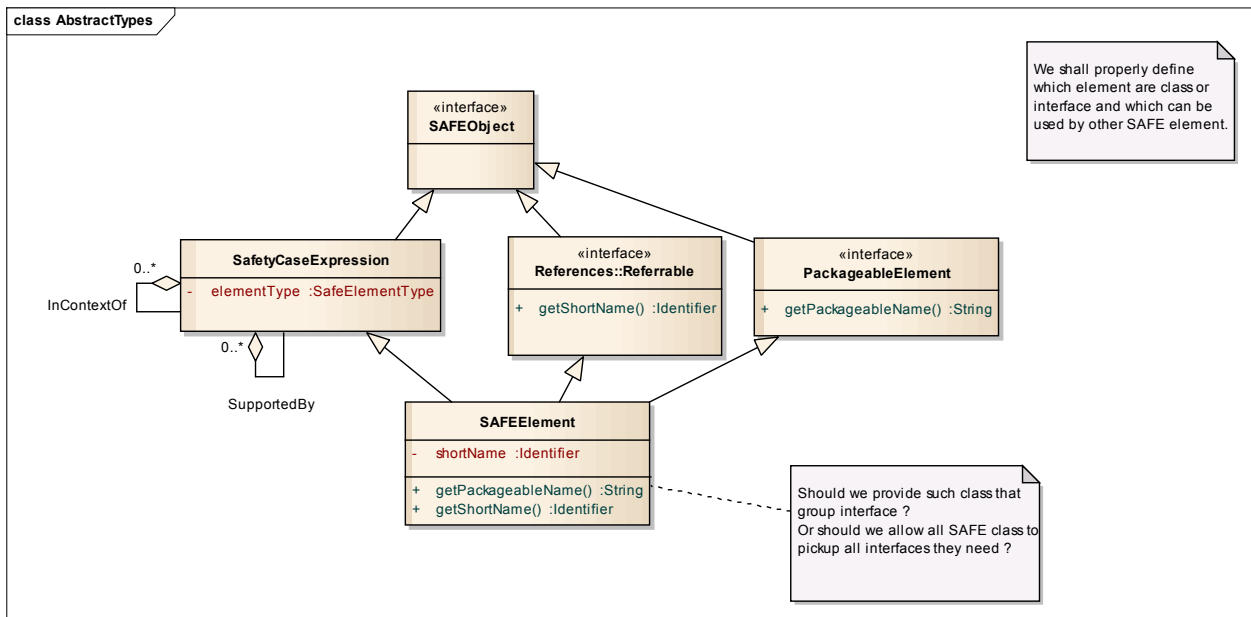 class AbstractTypes
We shall properly define
which element are class or
interface and which can be
used by other SAFE element.
«interface»
SAFEObject
SafetyCaseExpression
- elementType :SafeElementType
0..*
InContextOf
0..*
SupportedBy
«interface»
References::Referrable
+ getShortName() :Identifier
«interface»
PackageableElement
+ getPackageableName() :String
SAFEElement
- shortName :Identifier
+ getPackageableName() :String
+ getShortName() :Identifier
Should we provide such class that
group interface ?
Or should we allow all SAFE class to
pickup all interfaces they need ?